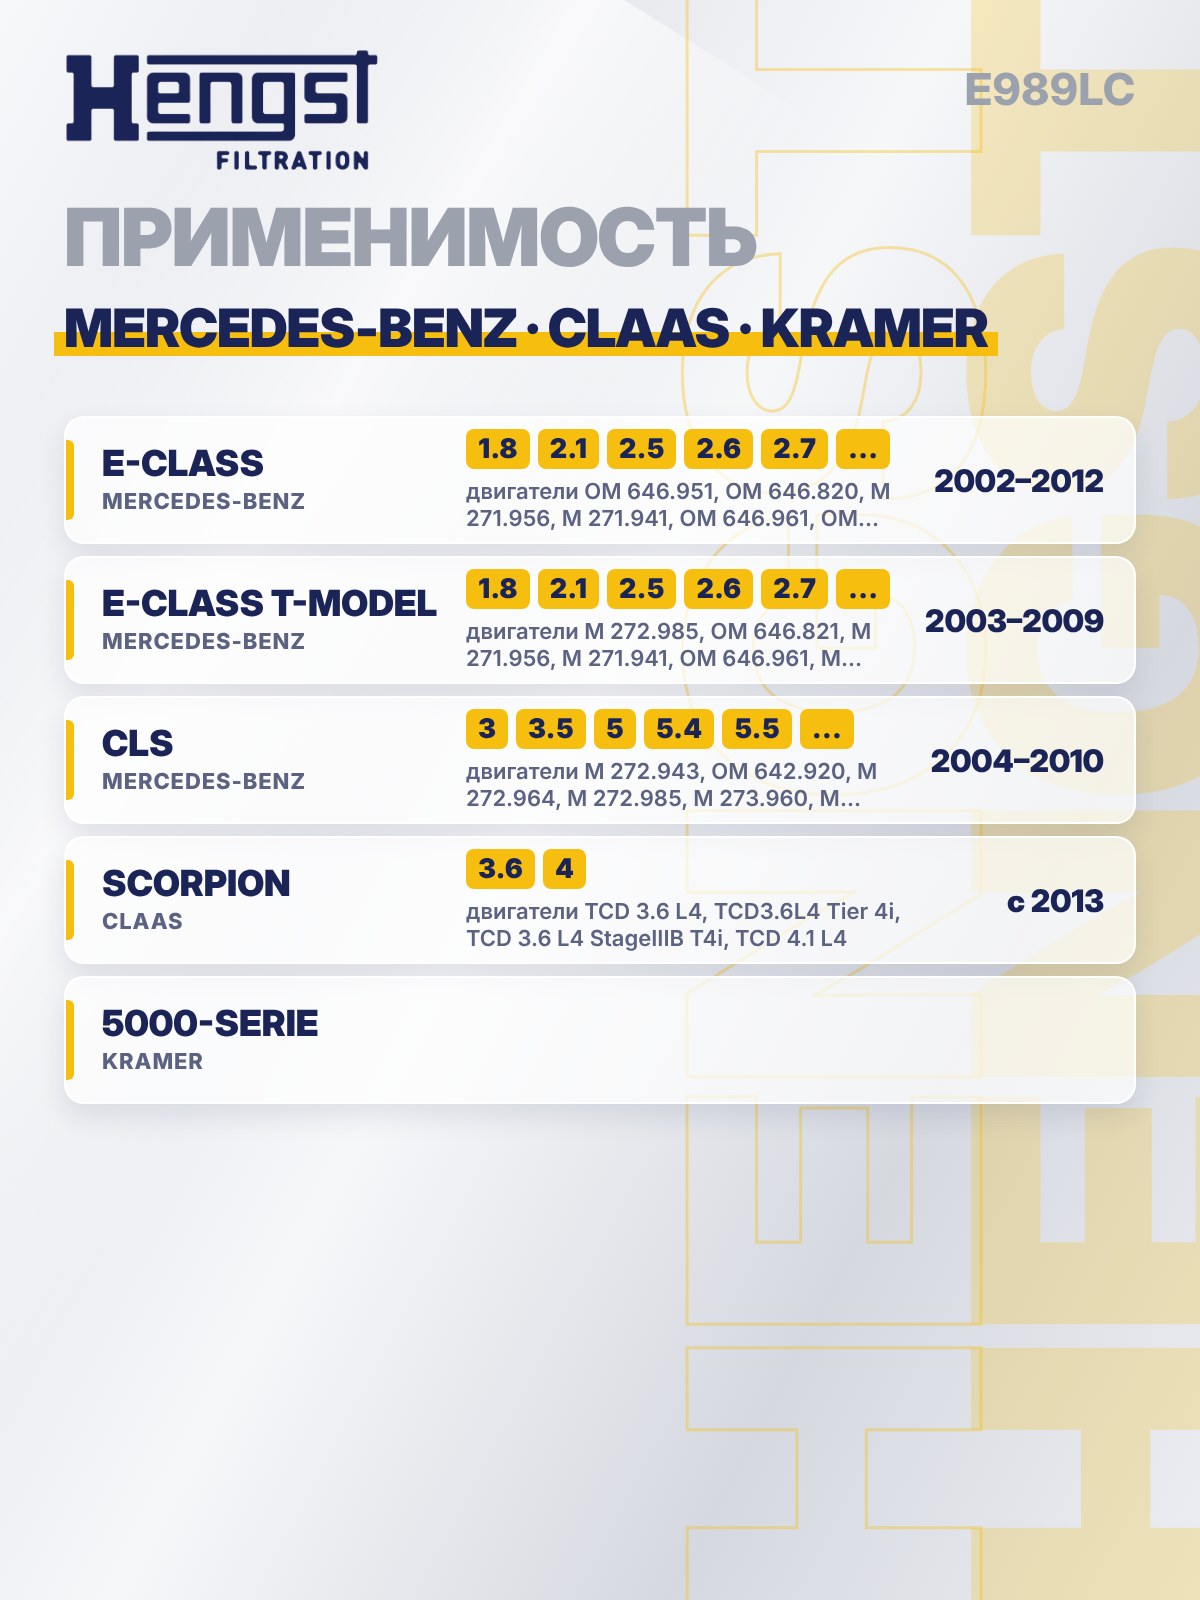 Hengst
FILTRATION
E989LC
ПРИМЕНИМОСТЬ
MERCEDES-BENZ · CLAAS · KRAMER
E-CLASS
MERCEDES-BENZ
1.8 2.1 2.5 2.6 2.7 ...
двигатели OM 646.951, OM 646.820, M
271.956, M 271.941, OM 646.961, OM...
2002–2012
E-CLASS T-MODEL
MERCEDES-BENZ
1.8 2.1 2.5 2.6 2.7 ...
двигатели M 272.985, OM 646.821, M
271.956, M 271.941, OM 646.961, M...
2003–2009
CLS
MERCEDES-BENZ
3 3.5 5 5.4 5.5 ...
двигатели M 272.943, OM 642.920, M
272.964, M 272.985, M 273.960, M...
2004–2010
SCORPION
CLAAS
3.6 4
двигатели TCD 3.6 L4, TCD3.6L4 Tier 4i,
TCD 3.6 L4 StageIIIB T4i, TCD 4.1 L4
с 2013
5000-SERIE
KRAMER
HENGST
HENGST